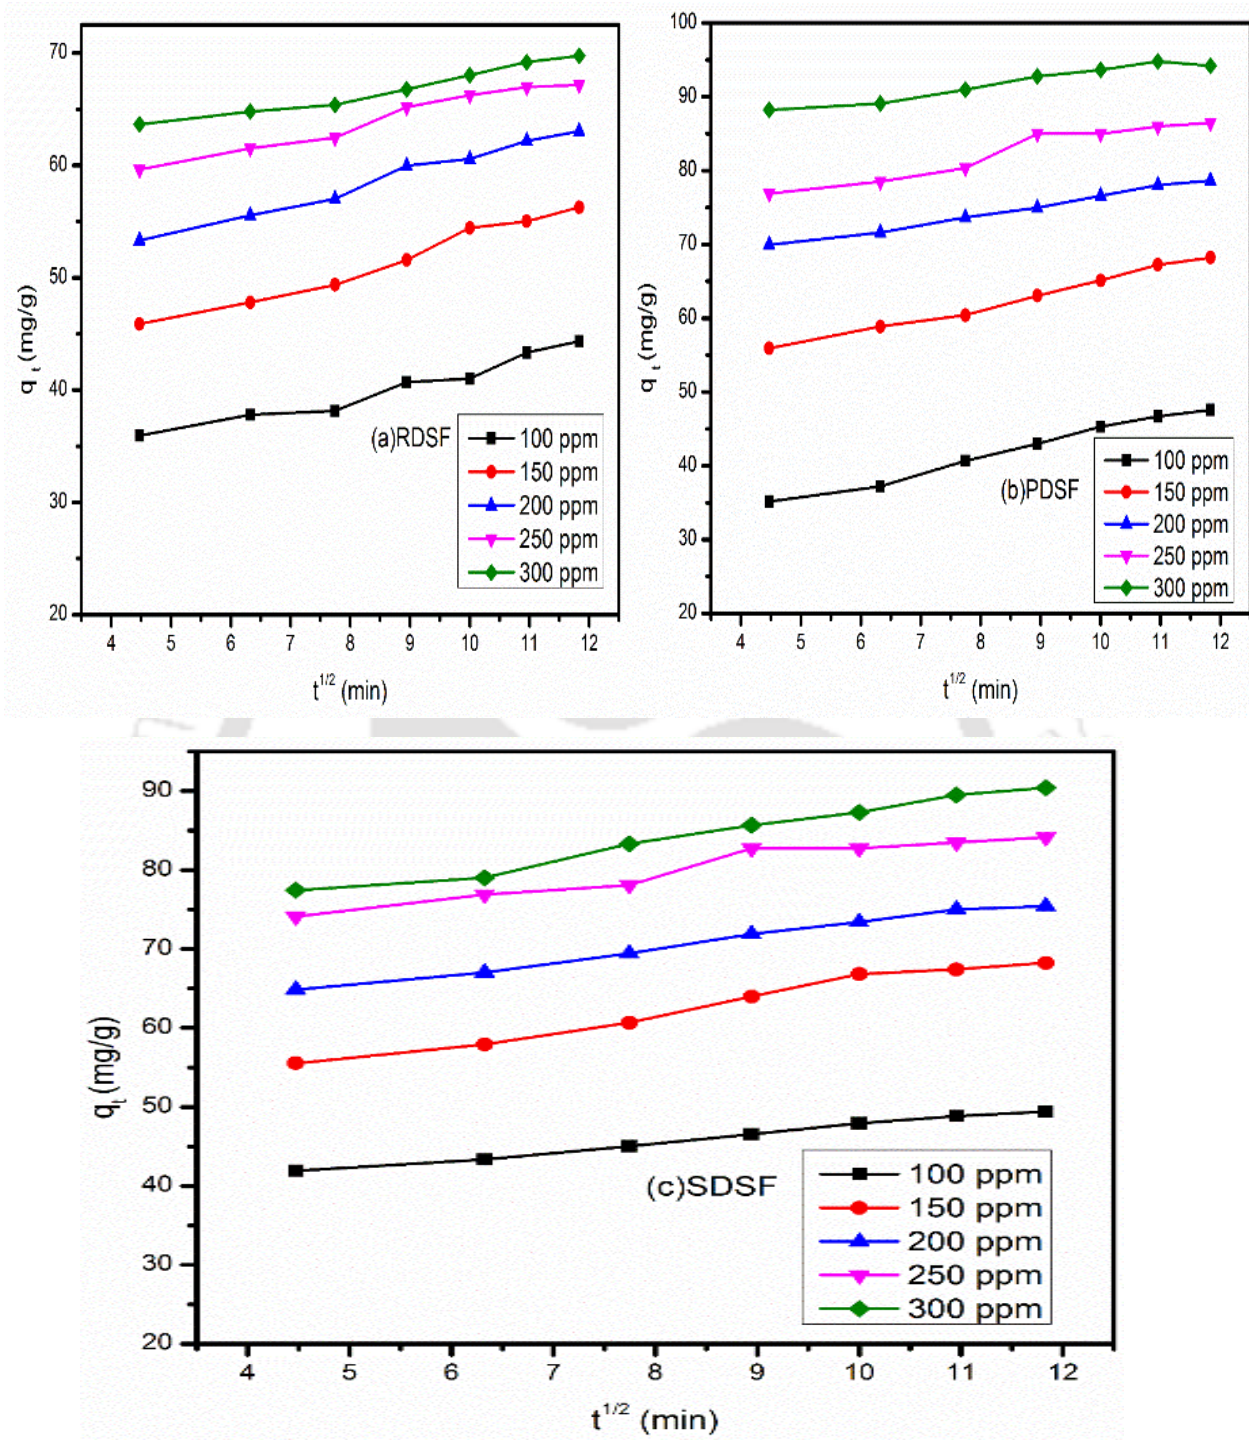 70
60
50
40
30
20
q t (mg/g)
4 5 6 7 8 9 10 11 12
t1/2 (min)
(a)RDSF
100 ppm
150 ppm
200 ppm
250 ppm
300 ppm
100
90
80
70
60
50
40
30
20
q t (mg/g)
4 5 6 7 8 9 10 11 12
t1/2 (min)
(b)PDSF
100 ppm
150 ppm
200 ppm
250 ppm
300 ppm
90
80
70
60
50
40
30
20
qt (mg/g)
4 5 6 7 8 9 10 11 12
t1/2 (min)
(c)SDSF
100 ppm
150 ppm
200 ppm
250 ppm
300 ppm